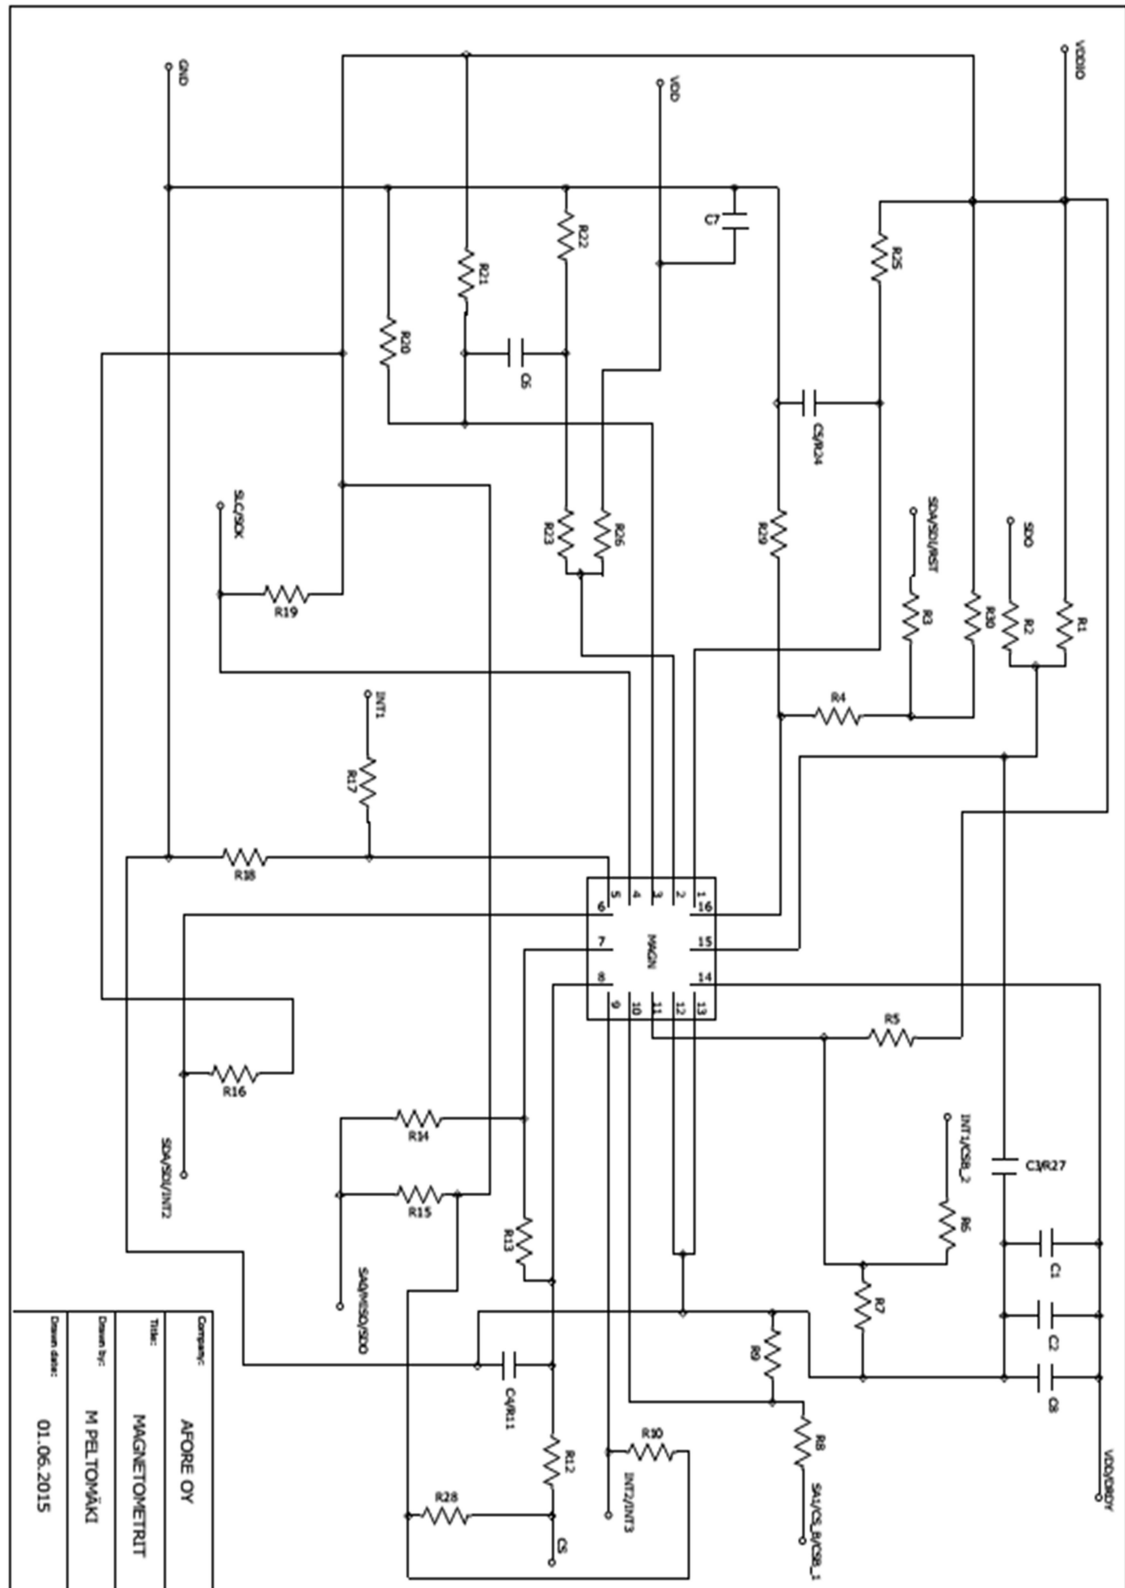 VDDIO
GND
VDD
C7
R22
R25
R21
R20
C6
C5/R24
SLC/SCK
SDA/SDI/RST
SDO
R23
R26
R29
R3
R30
R2
R1
R19
INT1
R4
R17
R18
5
4
3
2
1
6
16
7
MAGN
15
8
14
9
10
11
12
13
R5
R16
R14
INT1/CSB_2
SDA/SDI/INT2
C3/R27
R15
R13
R6
C1
SA0/MISO/SDO
R7
C2
R9
C8
C4/R11
R10
R8
R12
INT2/INT3
VDD/DRDY
R28
SA1/CS_B/CSB_1
CS
Company:
AFORE OY
Title:
MAGNETOMETRIT
Drawn by:
M PELTOMÄKI
Drawn date:
01.06.2015